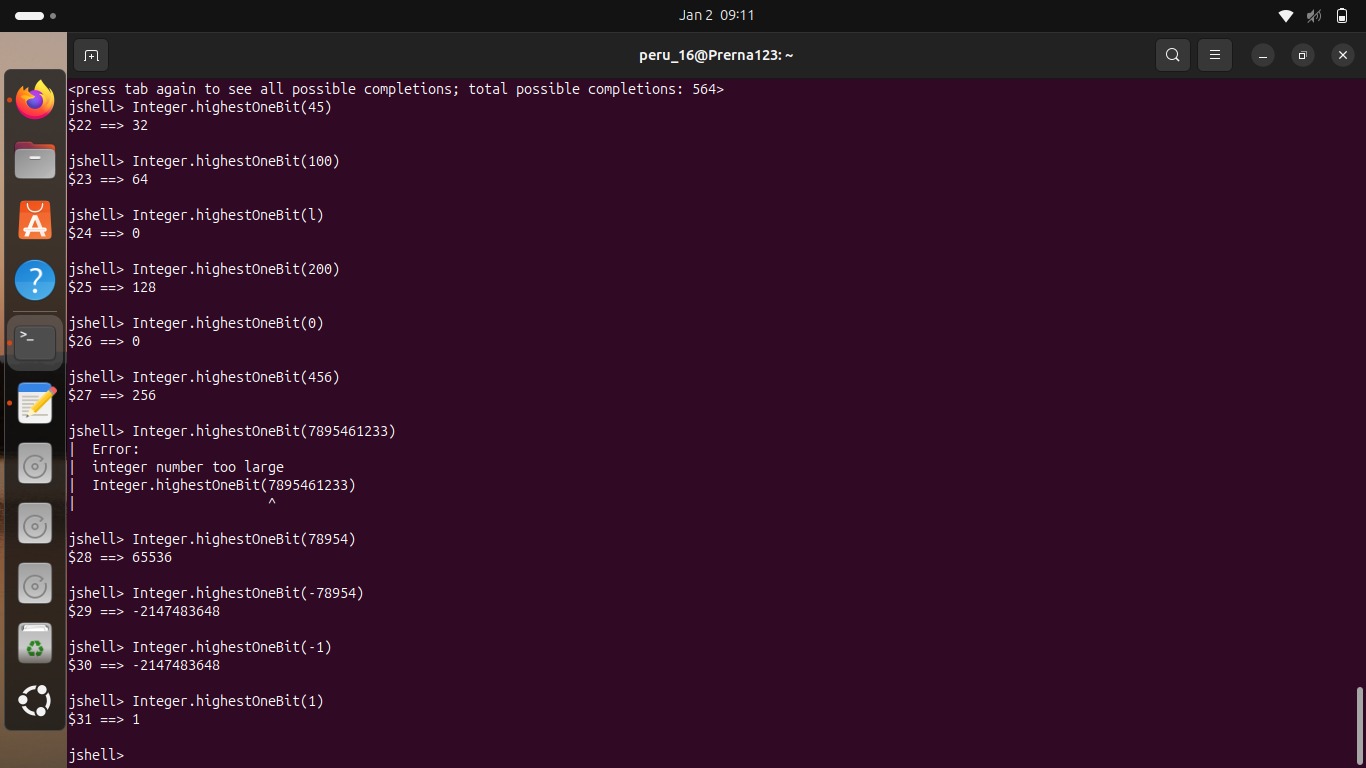 Jan 2 09:11
peru_16@Prerna123: ~
<press tab again to see all possible completions; total possible completions: 564>
jshell> Integer.highestOneBit(45)
$22 ==> 32
jshell> Integer.highestOneBit(100)
$23 ==> 64
jshell> Integer.highestOneBit(l)
$24 ==> 0
jshell> Integer.highestOneBit(200)
$25 ==> 128
jshell> Integer.highestOneBit(0)
$26 ==> 0
jshell> Integer.highestOneBit(456)
$27 ==> 256
jshell> Integer.highestOneBit(7895461233)
|  Error:
|  integer number too large
|  Integer.highestOneBit(7895461233)
|                        ^
jshell> Integer.highestOneBit(78954)
$28 ==> 65536
jshell> Integer.highestOneBit(-78954)
$29 ==> -2147483648
jshell> Integer.highestOneBit(-1)
$30 ==> -2147483648
jshell> Integer.highestOneBit(1)
$31 ==> 1
jshell>